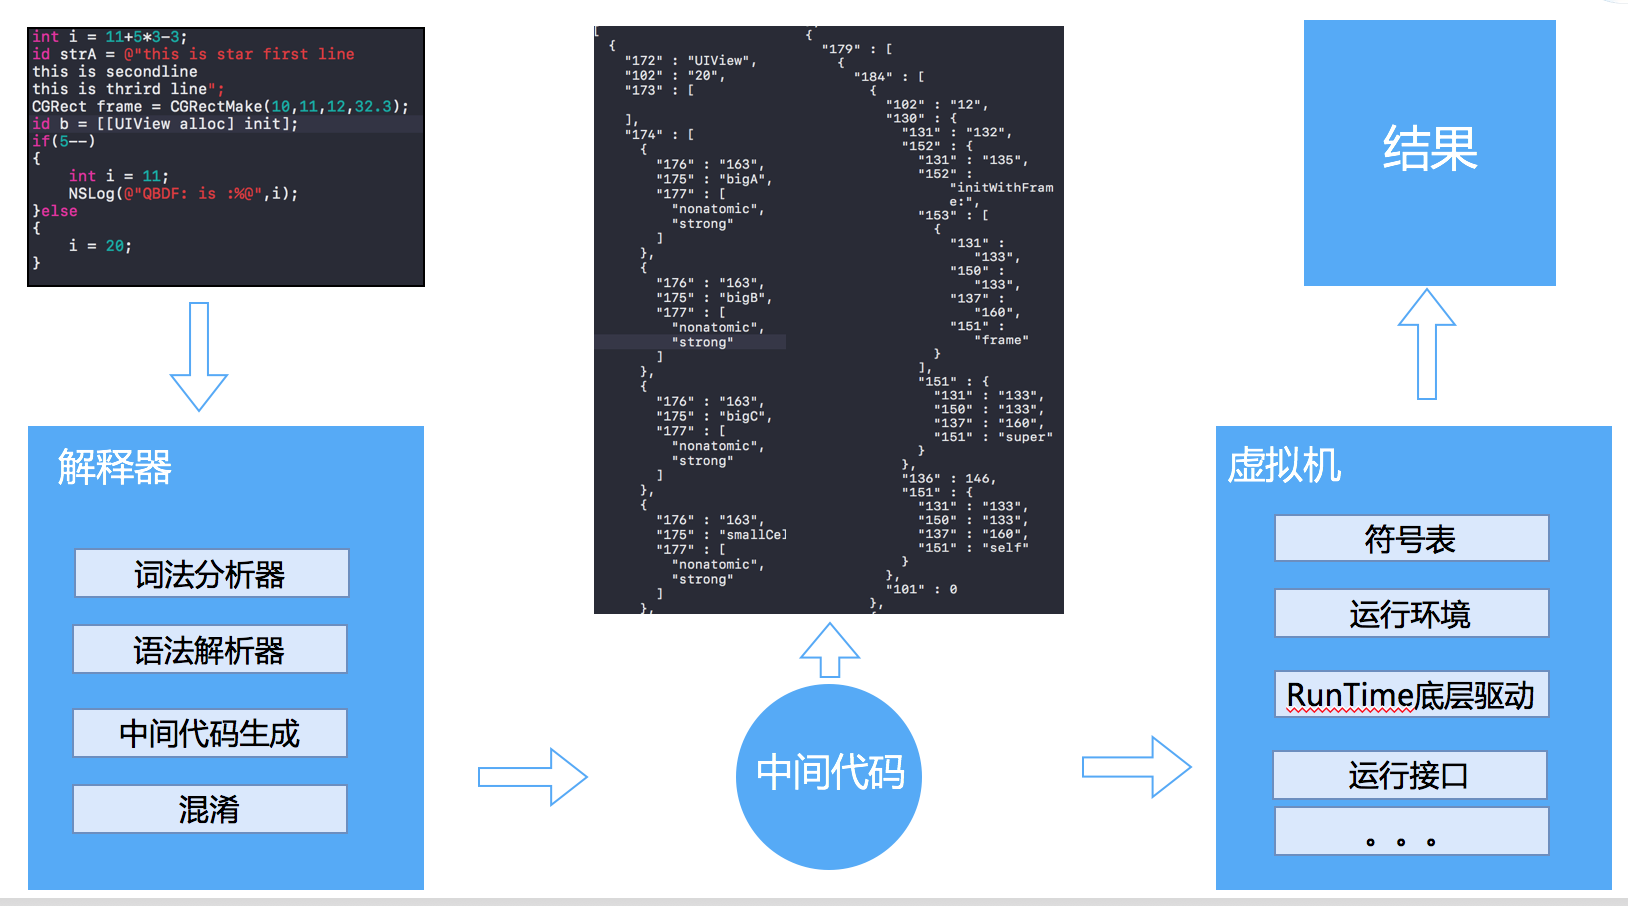 int i = 11+5*3-3;
id strA = @"this is star first line
this is secondline
this is thrird line";
CGRect frame = CGRectMake(10,11,12,32.3);
id b = [[UIView alloc] init];
if(5--)
{
int i = 11;
NSLog(@"QBDF: is :%@",i);
}else
{
i = 20;
}
解释器
词法分析器
语法解析器
中间代码生成
混淆
[
{
"172" : "UIView",
"102" : "20",
"173" : [
],
"174" : [
{
"176" : "163",
"175" : "bigA",
"177" : [
"nonatomic",
"strong"
]
},
{
"176" : "163",
"175" : "bigB",
"177" : [
"nonatomic",
"strong"
]
},
{
"176" : "163",
"175" : "bigC",
"177" : [
"nonatomic",
"strong"
]
},
{
"176" : "163",
"175" : "smallCel
"177" : [
"nonatomic",
"strong"
]
},
{
"179" : [
{
"184" : [
{
"102" : "12",
"130" : {
"131" : "132",
"152" : {
"131" : "135",
"152" :
"initWithFram
e:",
"153" : [
{
"131" :
"133",
"150" :
"133",
"137" :
"160",
"151" :
"frame"
}
],
"151" : {
"131" : "133",
"150" : "133",
"137" : "160",
"151" : "super"
}
},
"136" : 146,
"151" : {
"131" : "133",
"150" : "133",
"137" : "160",
"151" : "self"
}
},
"101" : 0
},
中间代码
结果
虚拟机
符号表
运行环境
RunTime底层驱动
运行接口
。。。